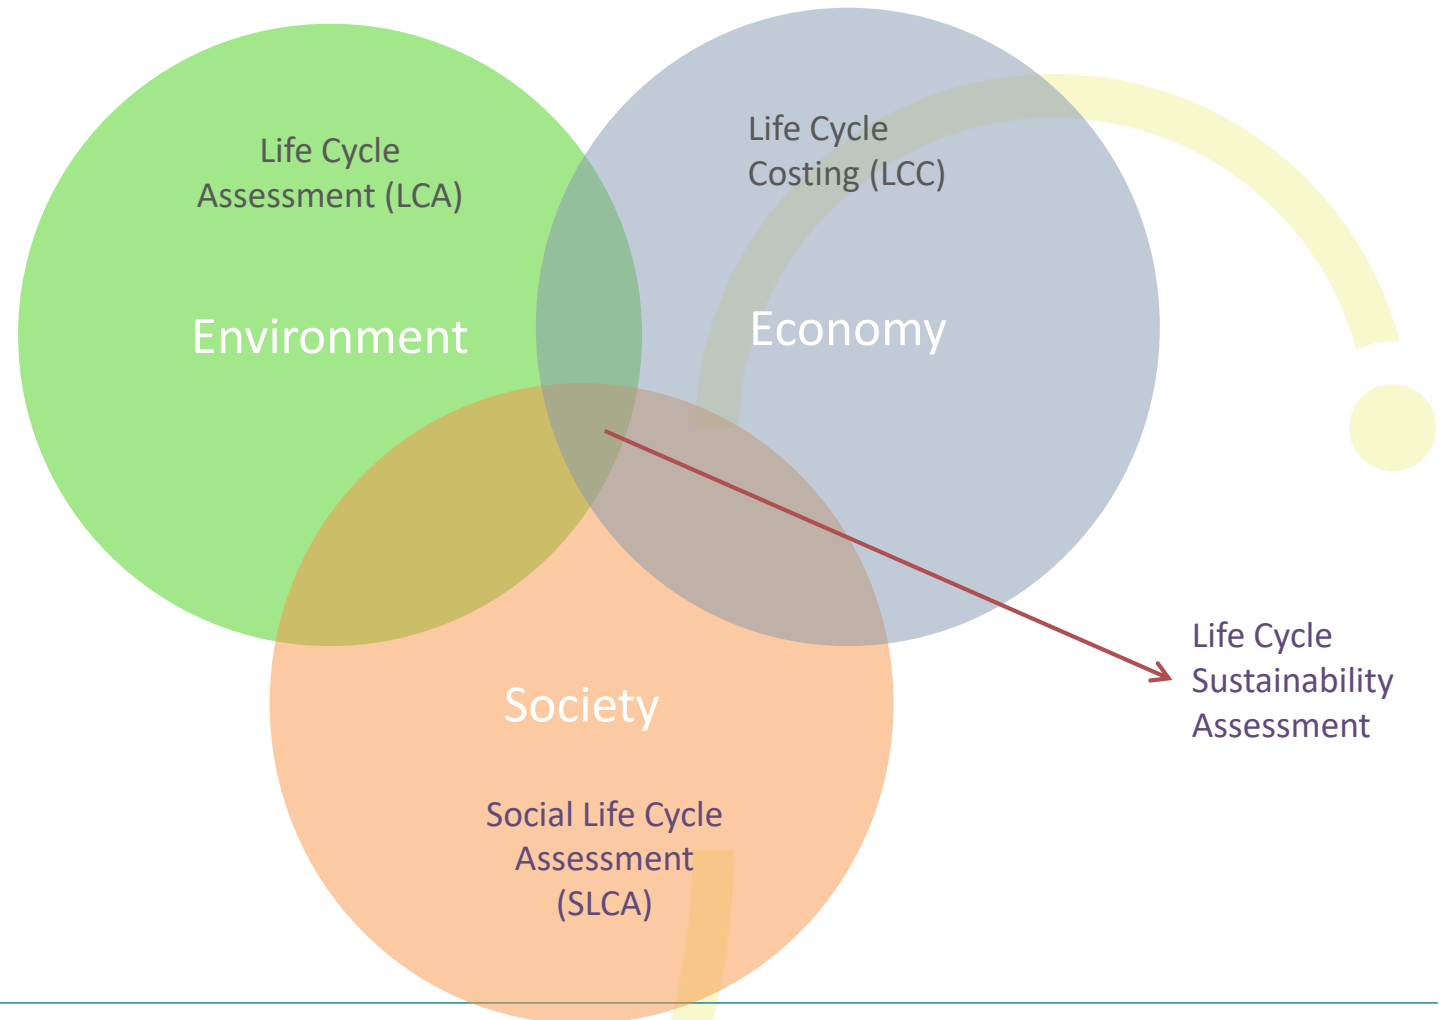 Life Cycle
Assessment (LCA)
Environment
Life Cycle
Costing (LCC)
Economy
Society
Social Life Cycle
Assessment
(SLCA)
Life Cycle
Sustainability
Assessment